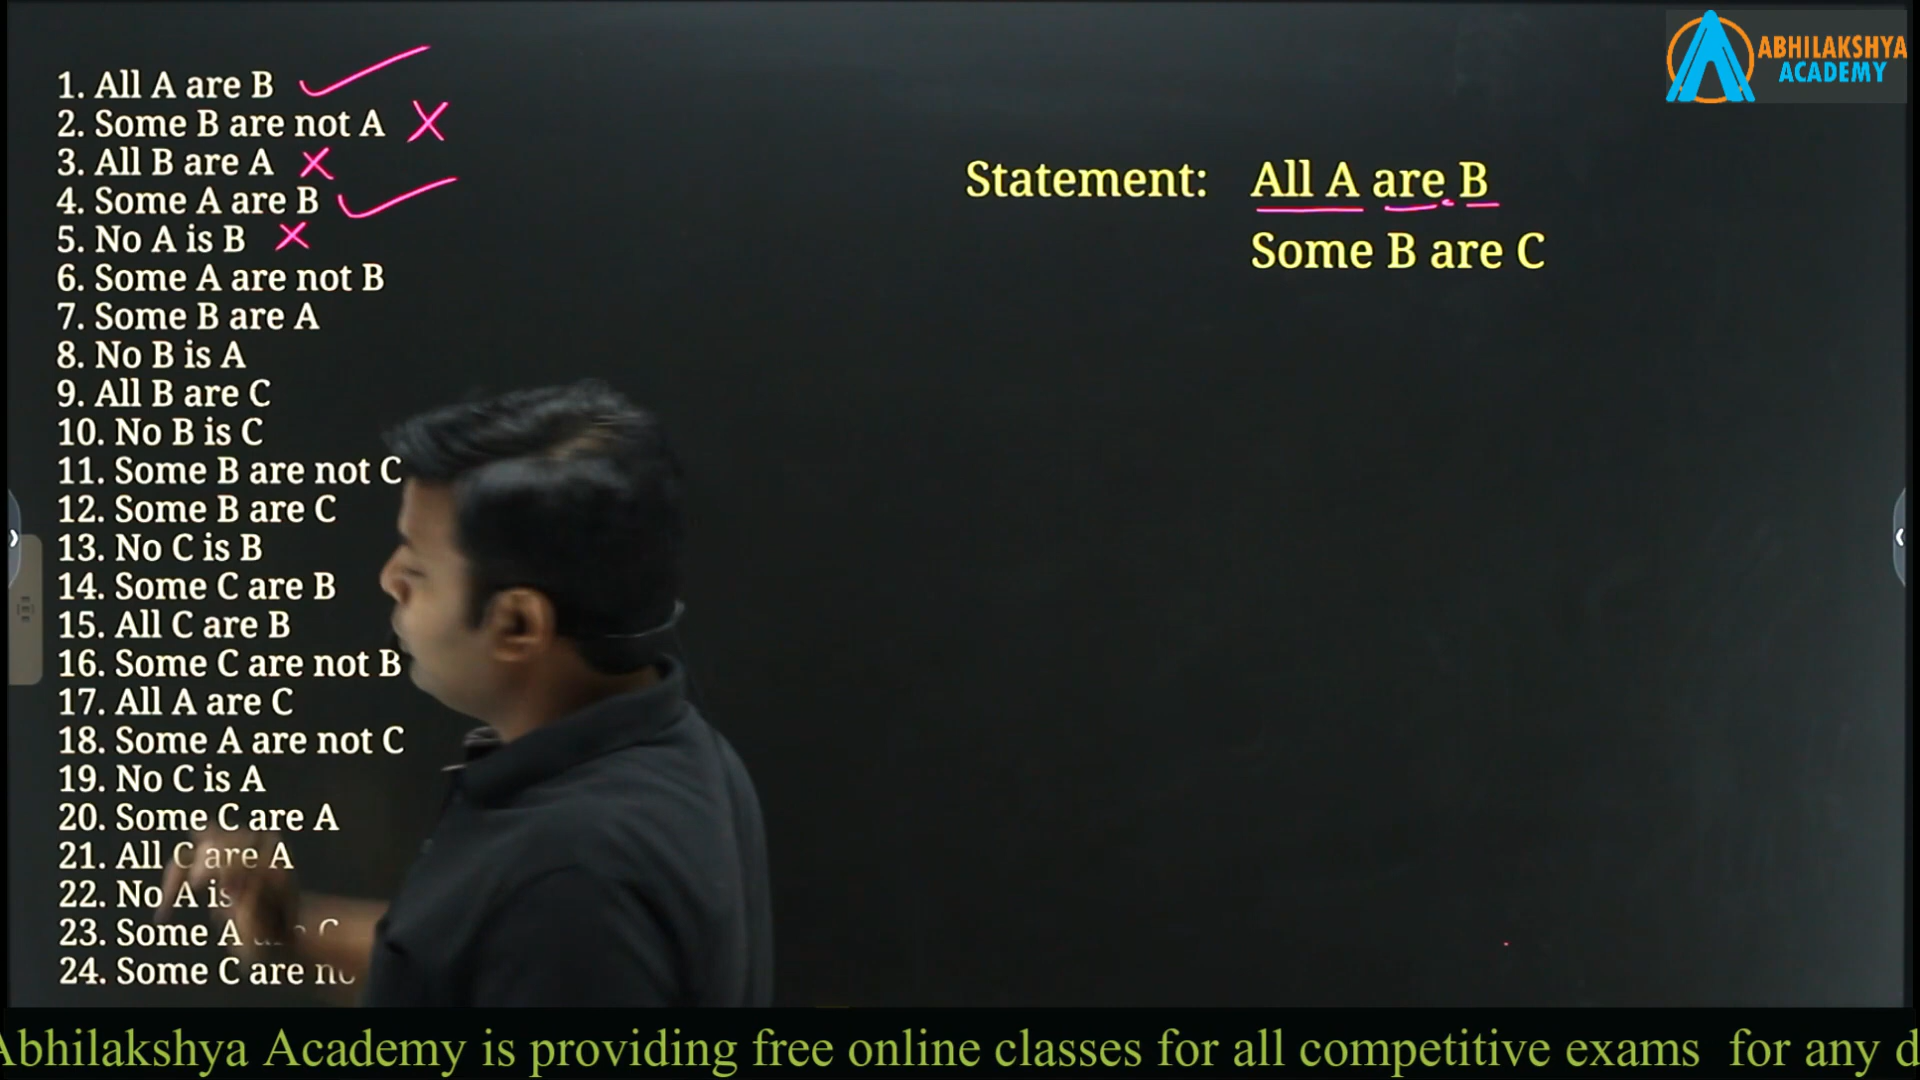 1. All A are B
2. Some B are not A
3. All B are A
4. Some A are B
5. No A is B
6. Some A are not B
7. Some B are A
8. No B is A
9. All B are C
10. No B is C
11. Some B are not C
12. Some B are C
13. No C is B
14. Some C are B
15. All C are B
16. Some C are not B
17. All A are C
18. Some A are not C
19. No C is A
20. Some C are A
21. All C are A
22. No A is
23. Some A are C
24. Some C are
Statement: All A are B
Some B are C
ABHILAKSHYA
ACADEMY
Abhilakshya Academy is providing free online classes for all competitive exams for any d